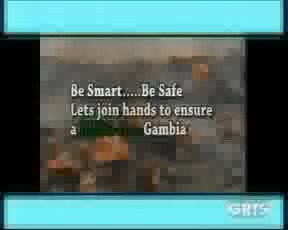 Be Smart.....Be Safe
Lets join hands to ensure
a Gambia
GRTS